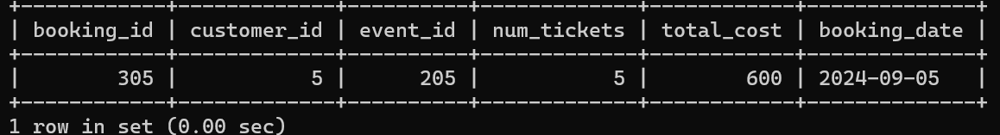 +------------+-------------+----------+-------------+------------+--------------+
| booking_id | customer_id | event_id | num_tickets | total_cost | booking_date |
+------------+-------------+----------+-------------+------------+--------------+
|        305 |           5 |      205 |           5 |        600 | 2024-09-05   |
+------------+-------------+----------+-------------+------------+--------------+
1 row in set (0.00 sec)